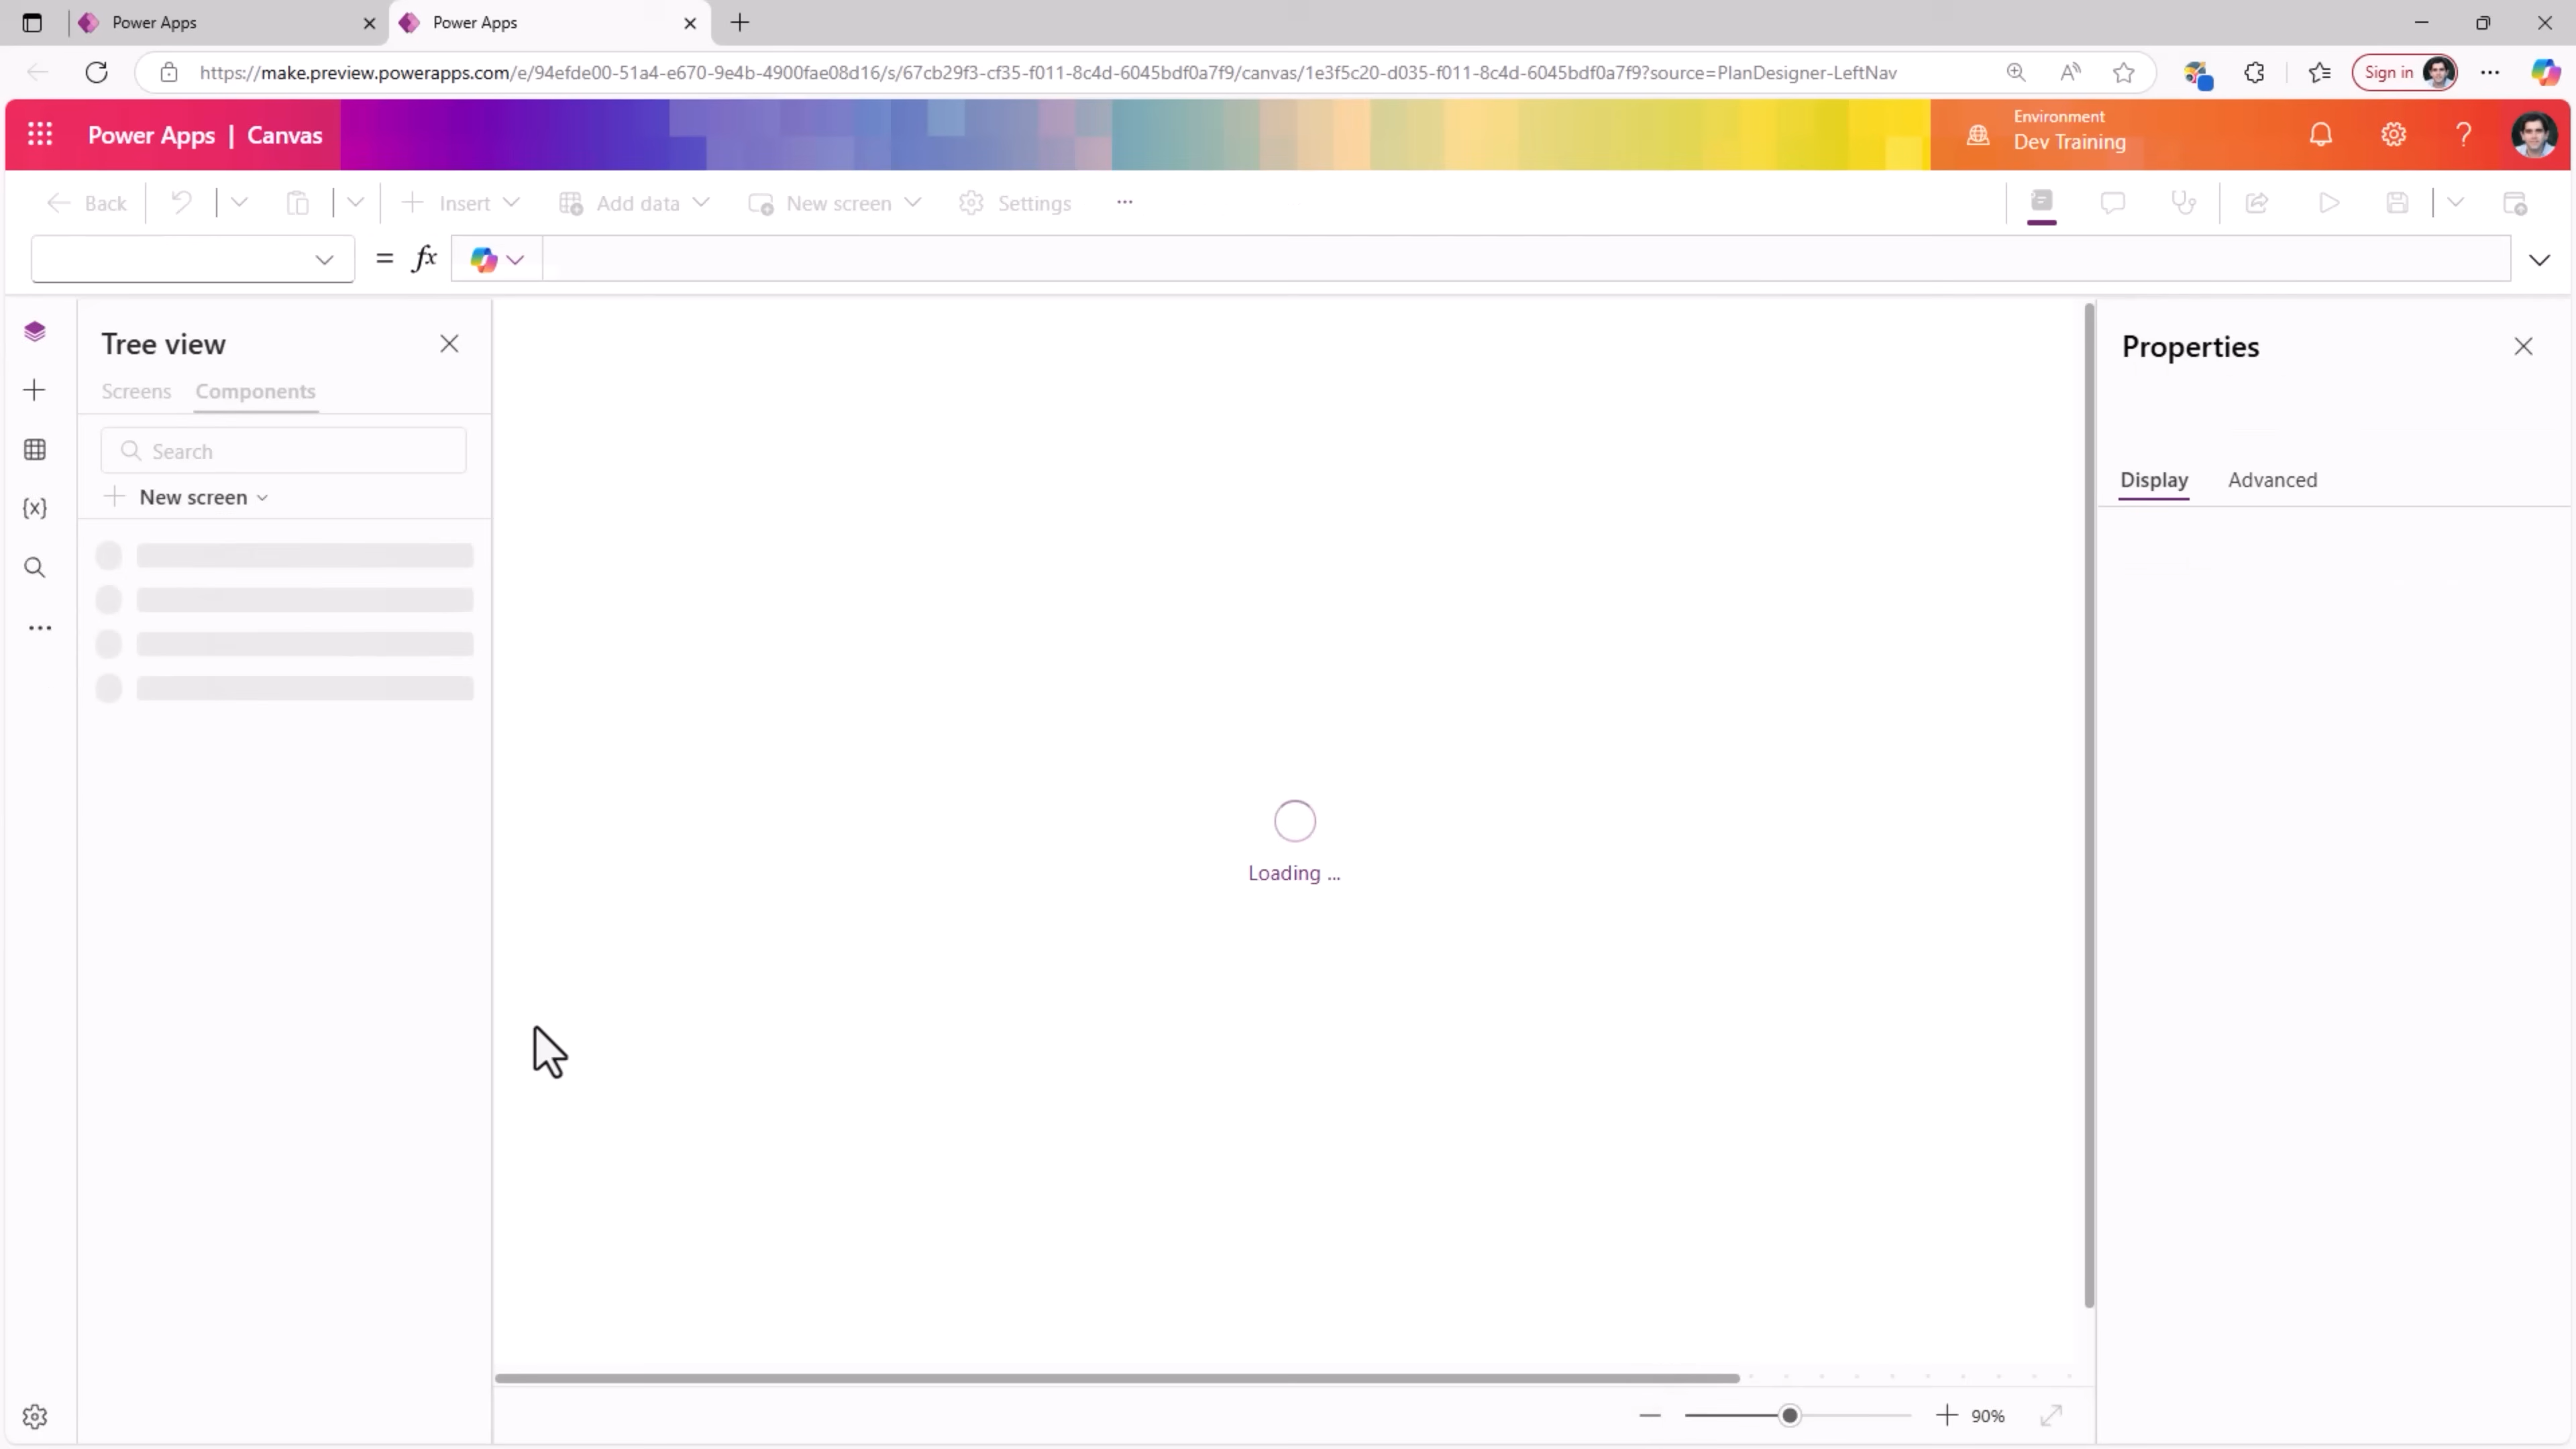 Power Apps
Power Apps
https://make.preview.powerapps.com/e/94efde00-51a4-e670-9e4b-4900fae08d16/s/67cb29f3-cf35-f011-8c4d-6045bdf0a7f9/canvas/1e3f5c20-d035-f011-8c4d-6045bdf0a7f9?source=PlanDesigner-LeftNav
Sign in
Power Apps | Canvas
Environment
Dev Training
Back
Insert
Add data
New screen
Settings
= fx
Tree view
Screens
Components
Search
New screen
Loading ...
Properties
Display
Advanced
90%